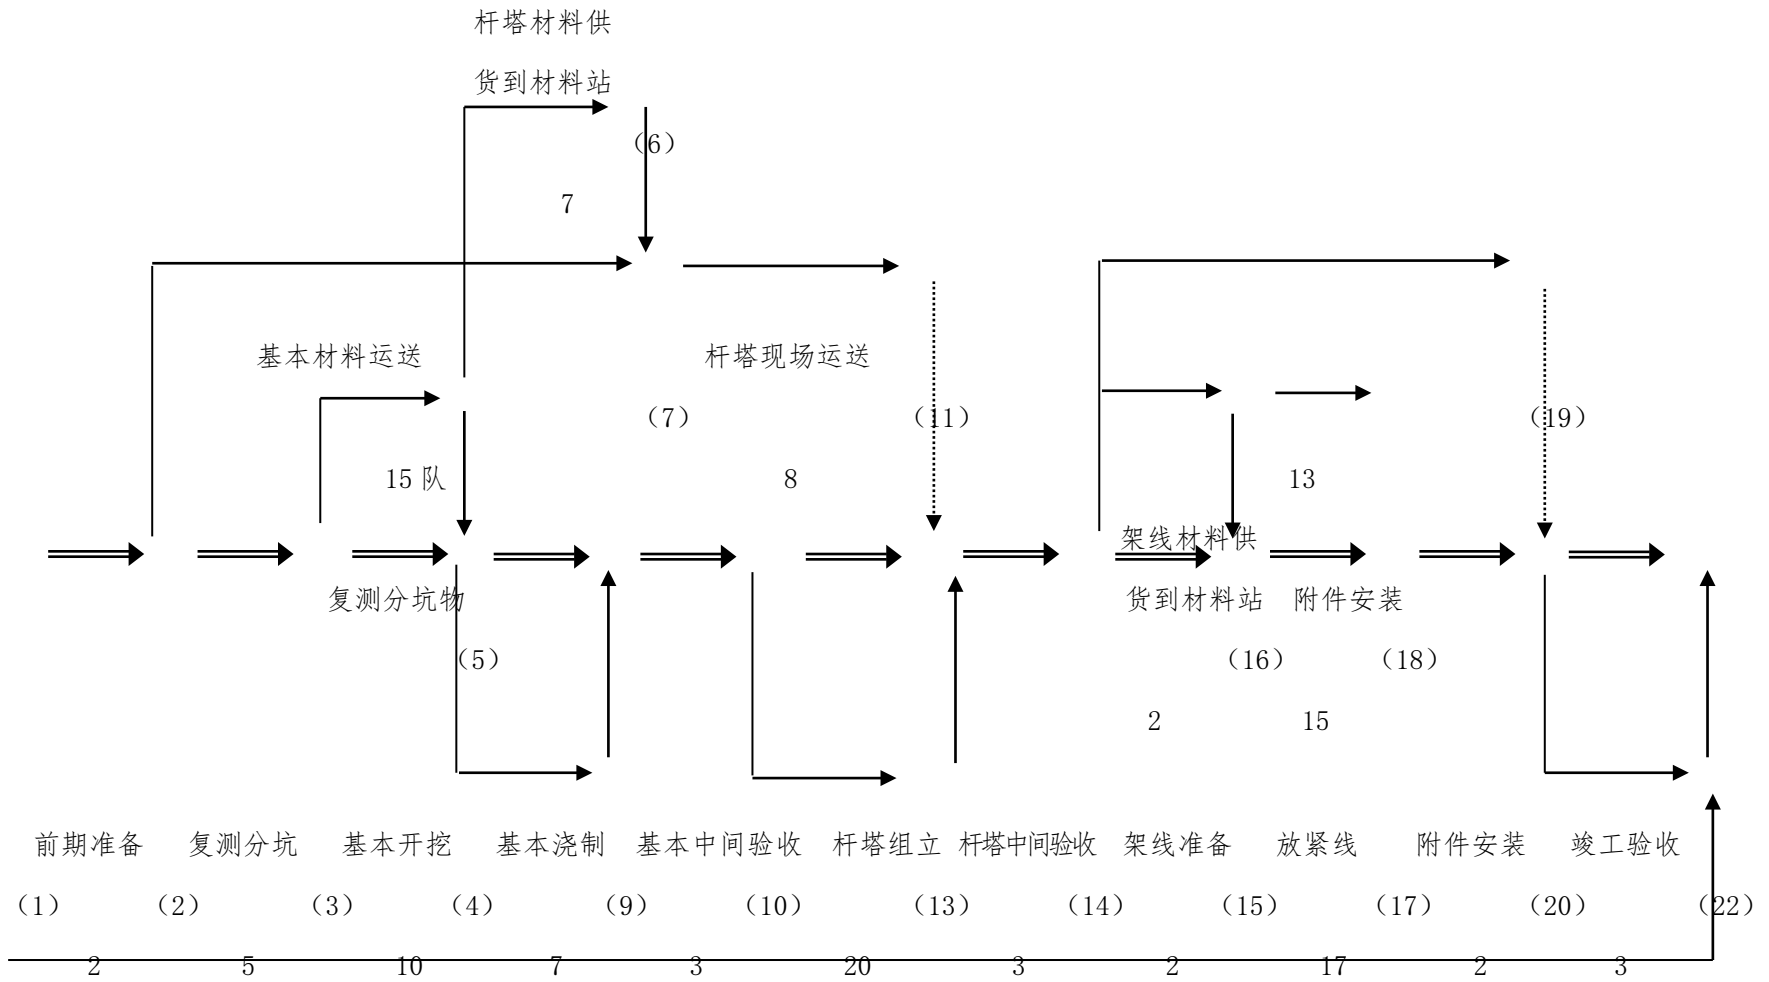 杆塔材料供
货到材料站
（6）
7
基本材料运送 杆塔现场运送
（7） （11） （19）
15 队 8 13
架线材料供
复测分坑物 货到材料站 附件安装
（5） （16） （18）
2 15
前期准备 复测分坑 基本开挖 基本浇制 基本中间验收 杆塔组立 杆塔中间验收 架线准备 放紧线 附件安装 竣工验收
（1） （2） （3） （4） （9） （10） （13） （14） （15） （17） （20） （22）
2 5 10 7 3 20 3 2 17 2 3